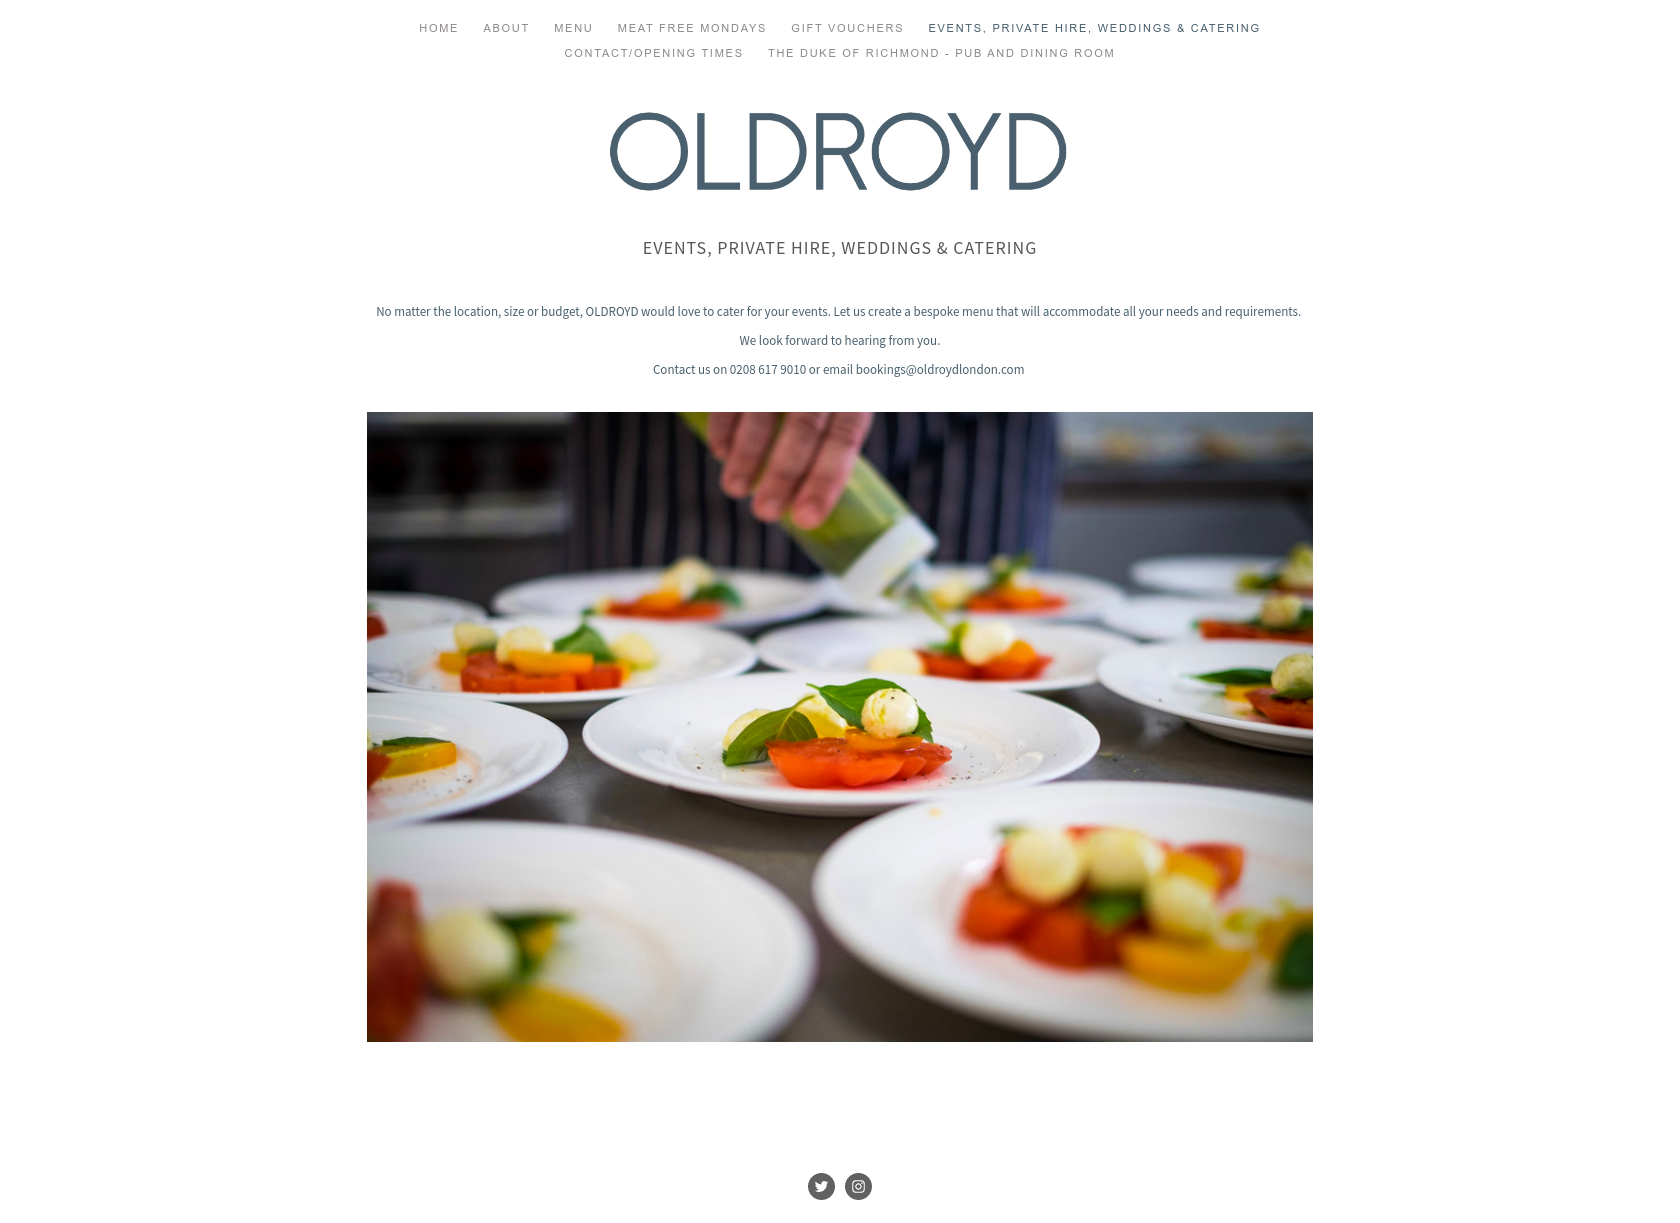 HOME ABOUT MENU MEAT FREE MONDAYS GIFT VOUCHERS EVENTS, PRIVATE HIRE, WEDDINGS & CATERING
CONTACT/OPENING TIMES THE DUKE OF RICHMOND - PUB AND DINING ROOM
OLDROYD
EVENTS, PRIVATE HIRE, WEDDINGS & CATERING
No matter the location, size or budget, OLDROYD would love to cater for your events. Let us create a bespoke menu that will accommodate all your needs and requirements.
We look forward to hearing from you.
Contact us on 0208 617 9010 or email bookings@oldroydlondon.com